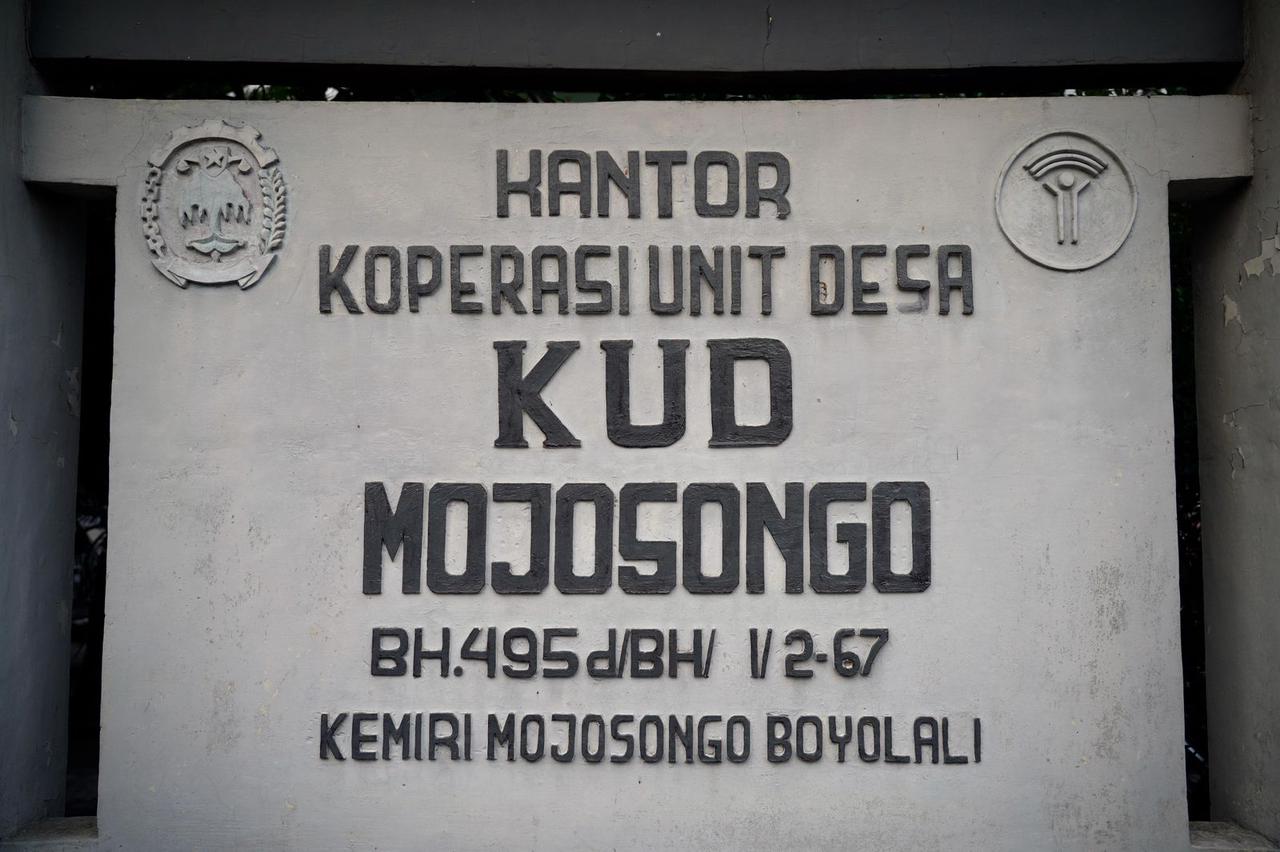 KANTOR
KOPERASI UNIT DESA
KUD
MOJOSONGO
BH.495d/BH/ I/2-67
KEMIRI MOJOSONGO BOYOLALI